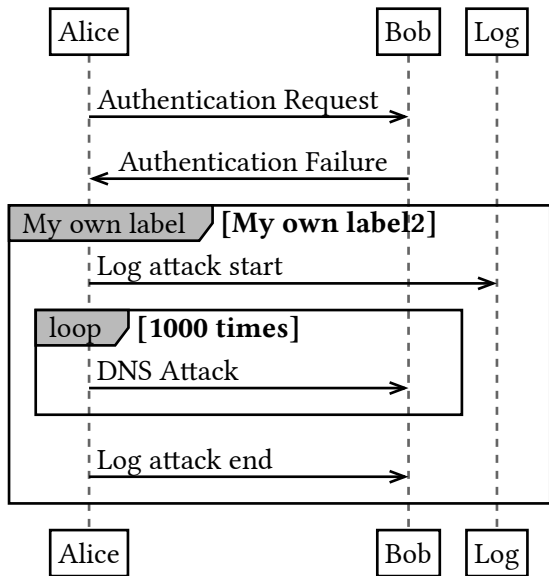 Alice Bob Log
Authentication Request
Authentication Failure
My own label [My own label2]
Log attack start
loop [1000 times]
DNS Attack
Log attack end
Alice Bob Log